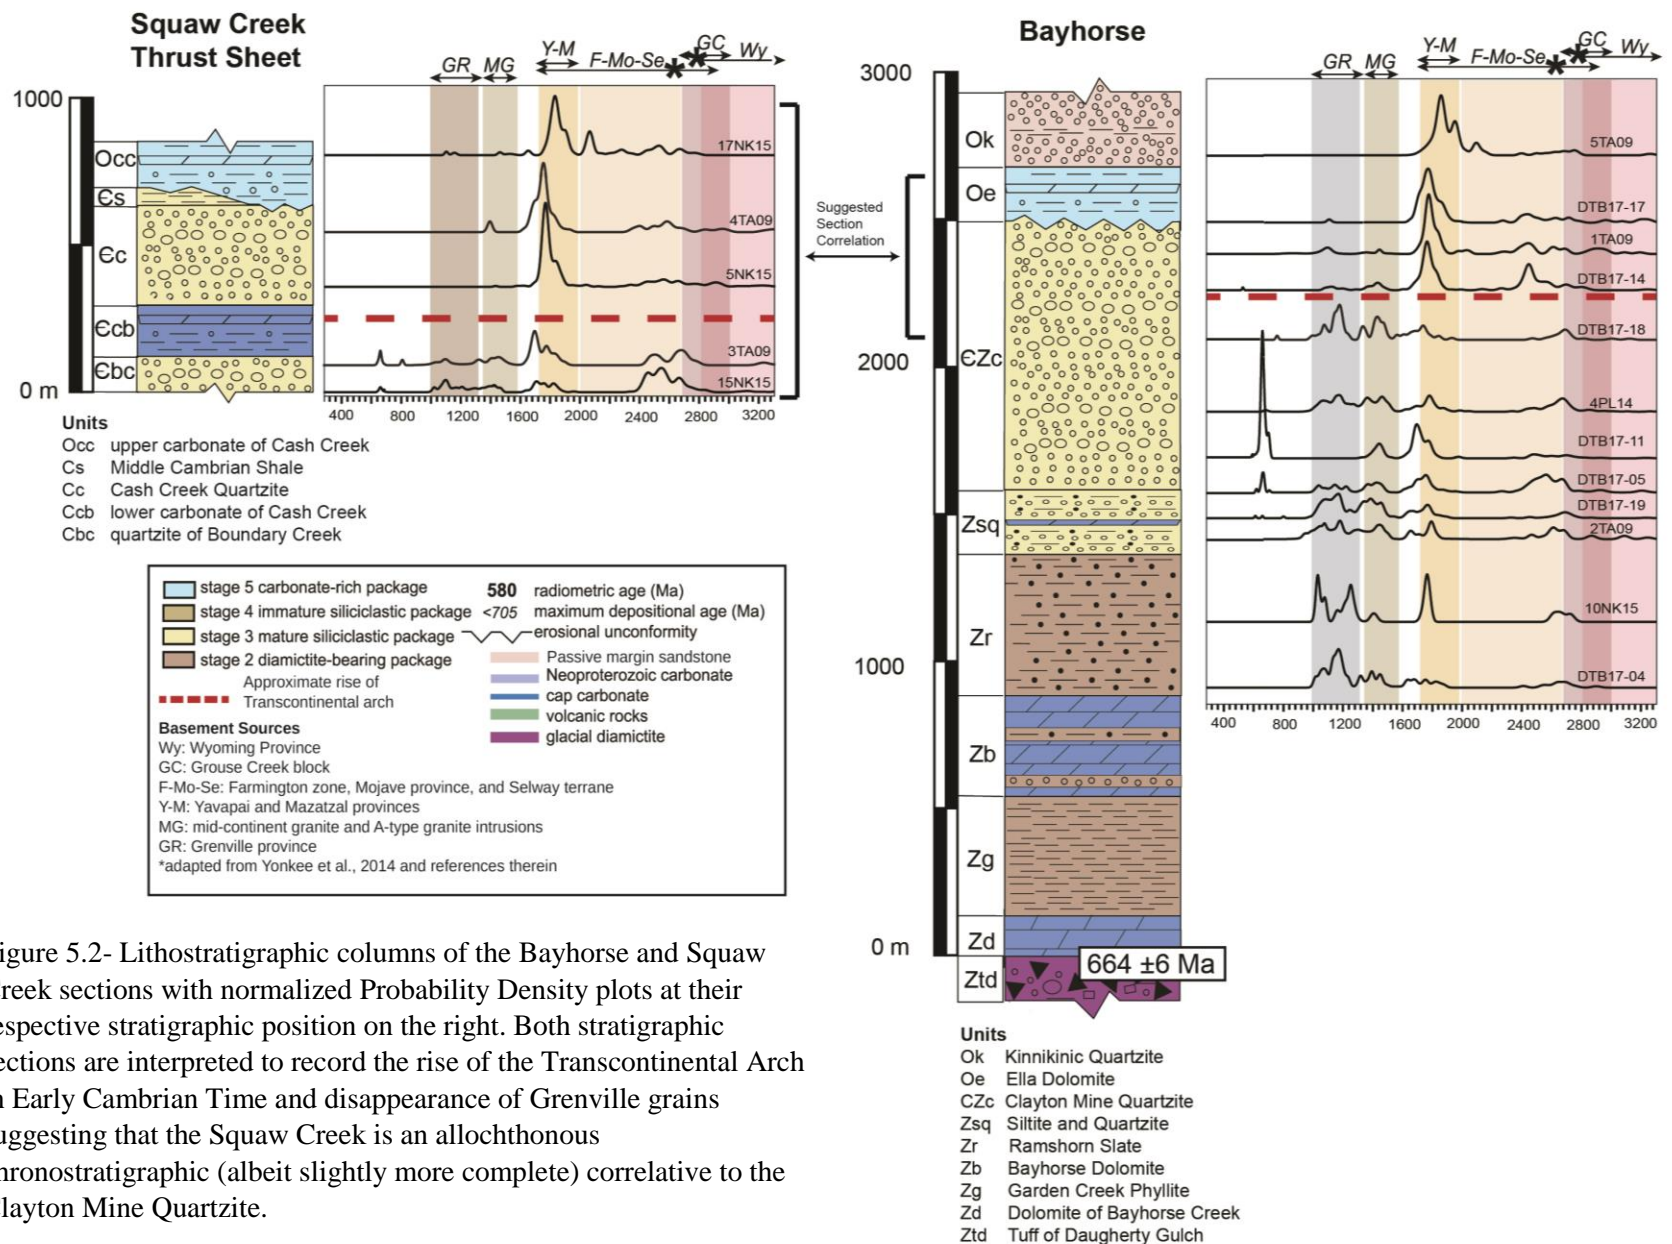 Squaw Creek
Thrust Sheet
GR MG Y-M F-Mo-Se GC Wy
1000
0 m
Occ
Єs
Єc
Єcb
Єbc
17NK15
4TA09
5NK15
3TA09
15NK15
400 800 1200 1600 2000 2400 2800 3200
Units
Occ upper carbonate of Cash Creek
Cs Middle Cambrian Shale
Cc Cash Creek Quartzite
Ccb lower carbonate of Cash Creek
Cbc quartzite of Boundary Creek
Suggested
Section
Correlation
Bayhorse
GR MG Y-M F-Mo-Se GC Wy
3000
2000
1000
0 m
Ok
Oe
ЄZc
Zsq
Zr
Zb
Zg
Zd
Ztd
664 ±6 Ma
5TA09
DTB17-17
1TA09
DTB17-14
DTB17-18
4PL14
DTB17-11
DTB17-05
DTB17-19
2TA09
10NK15
DTB17-04
400 800 1200 1600 2000 2400 2800 3200
Units
Ok Kinnikinic Quartzite
Oe Ella Dolomite
CZc Clayton Mine Quartzite
Zsq Siltite and Quartzite
Zr Ramshorn Slate
Zb Bayhorse Dolomite
Zg Garden Creek Phyllite
Zd Dolomite of Bayhorse Creek
Ztd Tuff of Daugherty Gulch
stage 5 carbonate-rich package
stage 4 immature siliciclastic package
stage 3 mature siliciclastic package
stage 2 diamictite-bearing package
Approximate rise of
Transcontinental arch
580 radiometric age (Ma)
<705 maximum depositional age (Ma)
erosional unconformity
Passive margin sandstone
Neoproterozoic carbonate
cap carbonate
volcanic rocks
glacial diamictite
Basement Sources
Wy: Wyoming Province
GC: Grouse Creek block
F-Mo-Se: Farmington zone, Mojave province, and Selway terrane
Y-M: Yavapai and Mazatzal provinces
MG: mid-continent granite and A-type granite intrusions
GR: Grenville province
*adapted from Yonkee et al., 2014 and references therein
igure 5.2- Lithostratigraphic columns of the Bayhorse and Squaw
reek sections with normalized Probability Density plots at their
espective stratigraphic position on the right. Both stratigraphic
ections are interpreted to record the rise of the Transcontinental Arch
n Early Cambrian Time and disappearance of Grenville grains
uggesting that the Squaw Creek is an allochthonous
hronostratigraphic (albeit slightly more complete) correlative to the
layton Mine Quartzite.